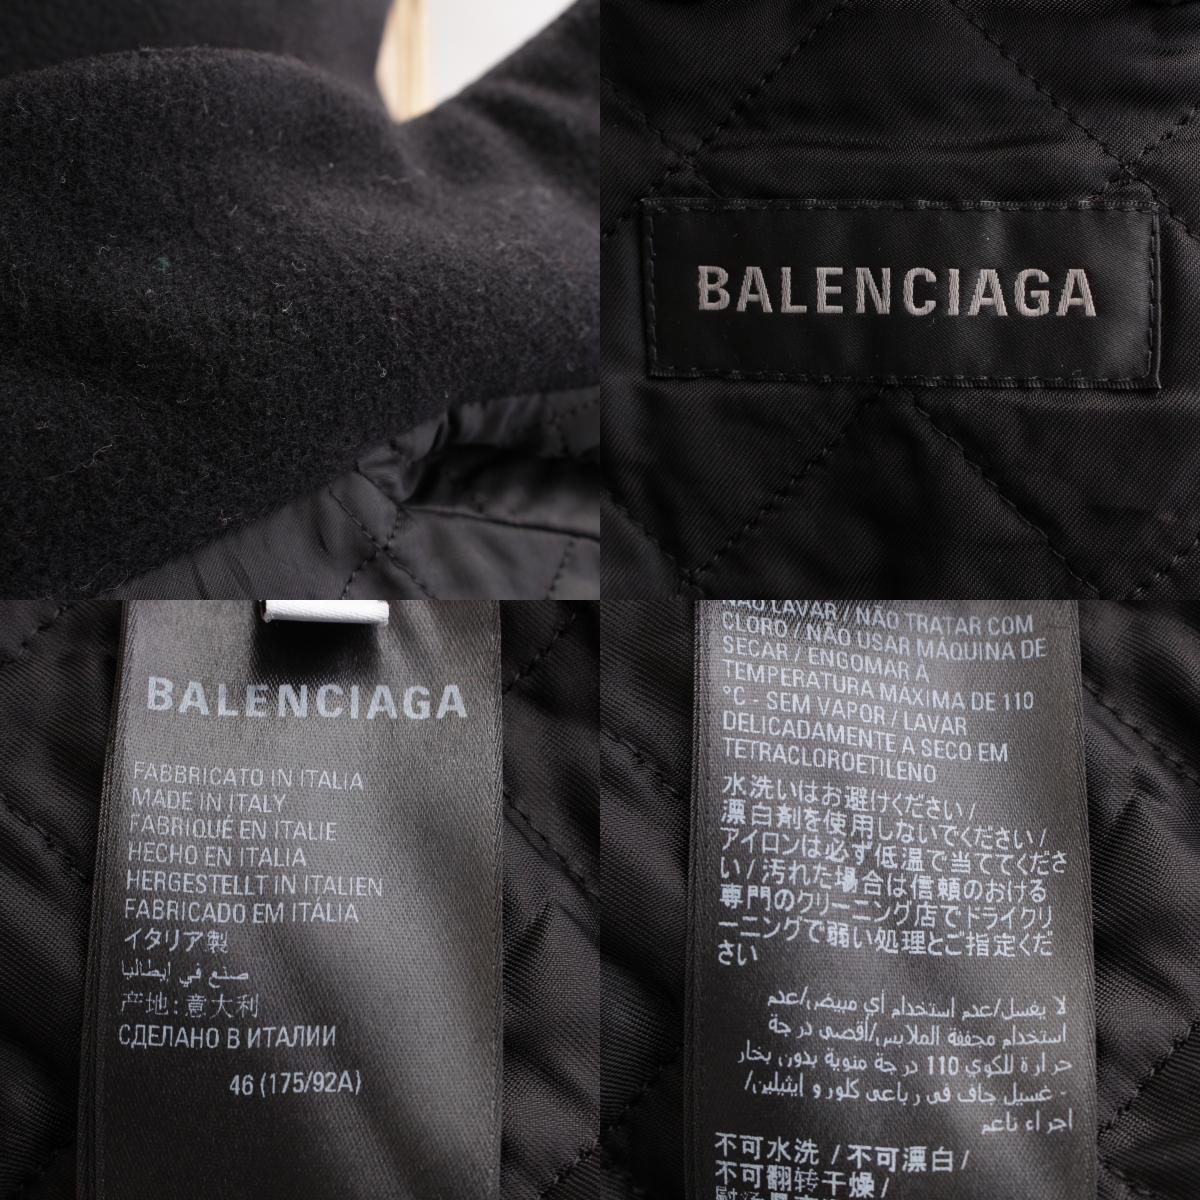 BALENCIAGA
BALENCIAGA
FABBRICATO IN ITALIA
MADE IN ITALY
FABRIQUÉ EN ITALIE
HECHO EN ITALIA
HERGESTELLT IN ITALIEN
FABRICADO EM ITÁLIA
イタリア製
صنع في إيطاليا
产地:意大利
СДЕЛАНО В ИТАЛИИ
46 (175/92A)
NÃO LAVAR / NÃO TRATAR COM
CLORO / NÃO USAR MÁQUINA DE
SECAR / ENGOMAR À
TEMPERATURA MÁXIMA DE 110
°C - SEM VAPOR / LAVAR
DELICADAMENTE A SECO EM
TETRACLOROETILENO
水洗いはお避けください/
漂白剤を使用しないでください/
アイロンは必ず低温で当ててくださ
い/汚れた場合は信頼のおける
専門のクリーニング店でドライクリ
ーニングで弱い処理とご指定くだ
さい
لا يغسل/عدم استخدام أي مبيض/عدم
استخدام مجففة الملابس/أقصى درجة
حرارة للكوي 110 درجة مئوية بدون بخار
- غسيل جاف في رباعي كلورو إيثيلين/
اجراء ناعم
不可水洗 / 不可漂白 /
不可翻转干燥 /